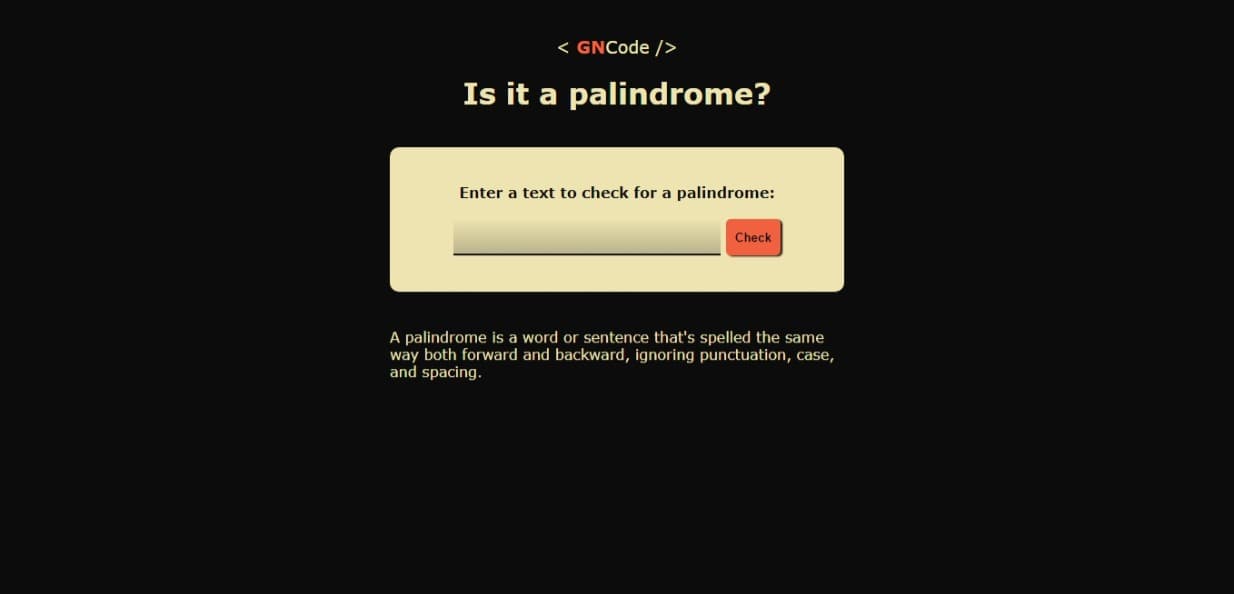 < GNCode />
Is it a palindrome?
Enter a text to check for a palindrome:
Check
A palindrome is a word or sentence that's spelled the same
way both forward and backward, ignoring punctuation, case,
and spacing.